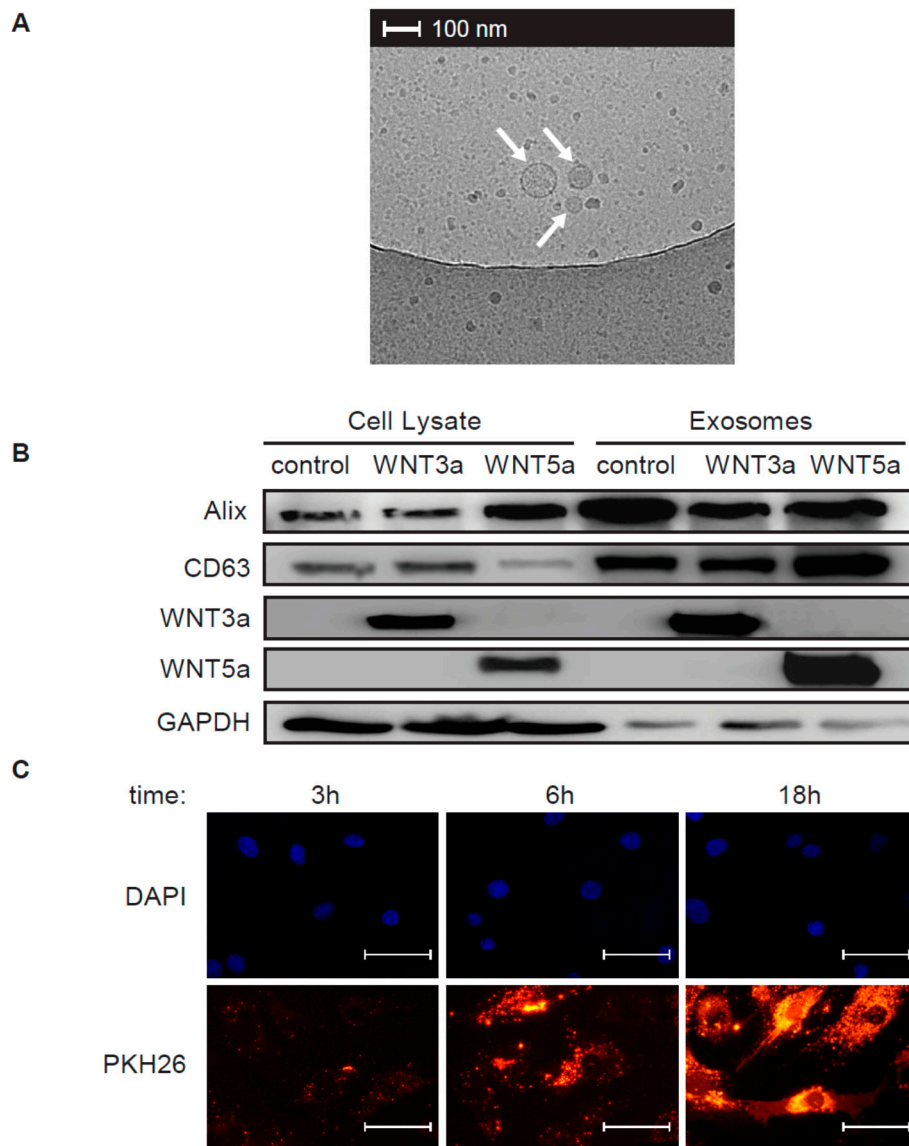 A
100 nm
Cell Lysate Exosomes
B
control WNT3a WNT5a control WNT3a WNT5a
Alix
CD63
WNT3a
WNT5a
GAPDH
C
time: 3h 6h 18h
DAPI
PKH26